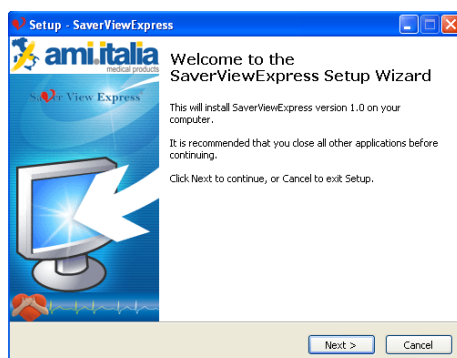 Setup - SaverViewExpress
ami.italia
medical products
Saver View Express
Welcome to the
SaverViewExpress Setup Wizard
This will install SaverViewExpress version 1.0 on your
computer.
It is recommended that you close all other applications before
continuing.
Click Next to continue, or Cancel to exit Setup.
Next >
Cancel